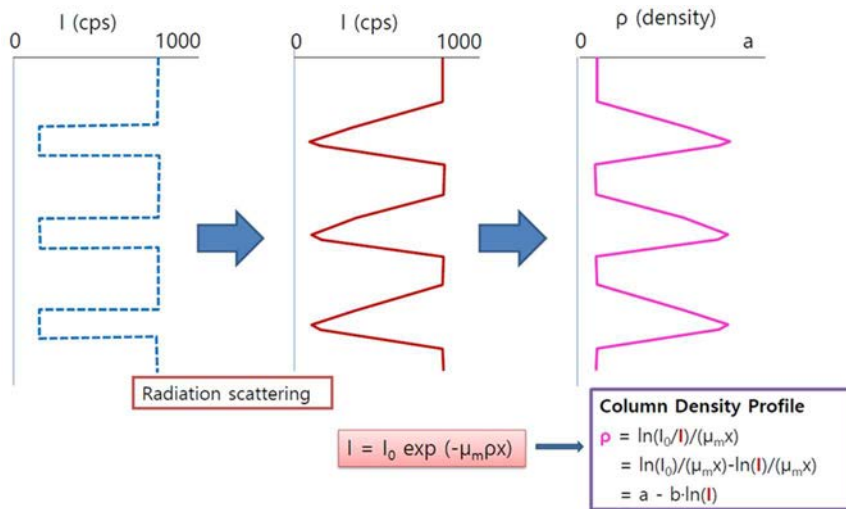 I (cps)
0 1000
I (cps)
0 1000
ρ (density)
0 a
Radiation scattering
I = I₀ exp (-μₘρx)
Column Density Profile
ρ = ln(I₀/I)/(μₘx)
= ln(I₀)/(μₘx)-ln(I)/(μₘx)
= a - b·ln(I)